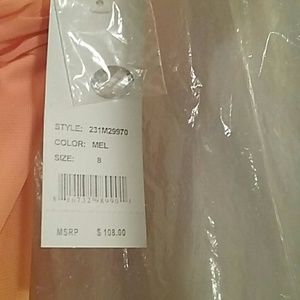 STYLE: 231M29970
COLOR: MEL
SIZE: 8
MSRP $ 108.00